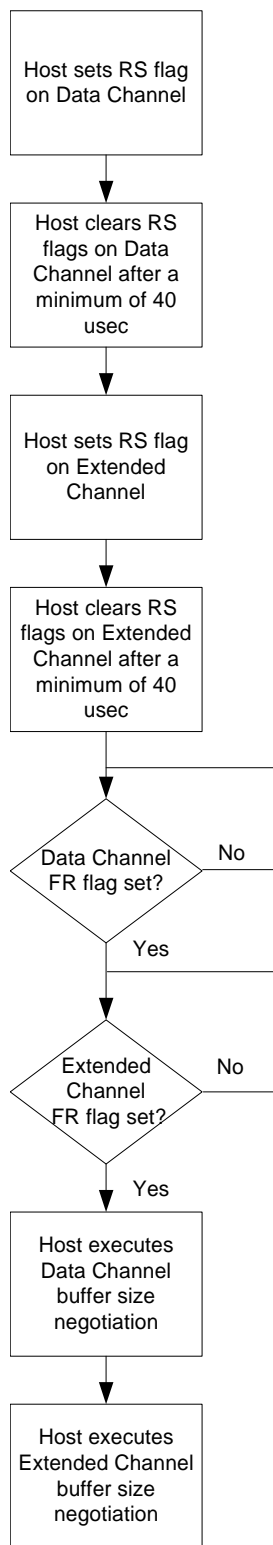 Host sets RS flag
on Data Channel
Host clears RS
flags on Data
Channel after a
minimum of 40
usec
Host sets RS flag
on Extended
Channel
Host clears RS
flags on Extended
Channel after a
minimum of 40
usec
Data Channel
FR flag set?
No
Yes
Extended
Channel
FR flag set?
No
Yes
Host executes
Data Channel
buffer size
negotiation
Host executes
Extended Channel
buffer size
negotiation